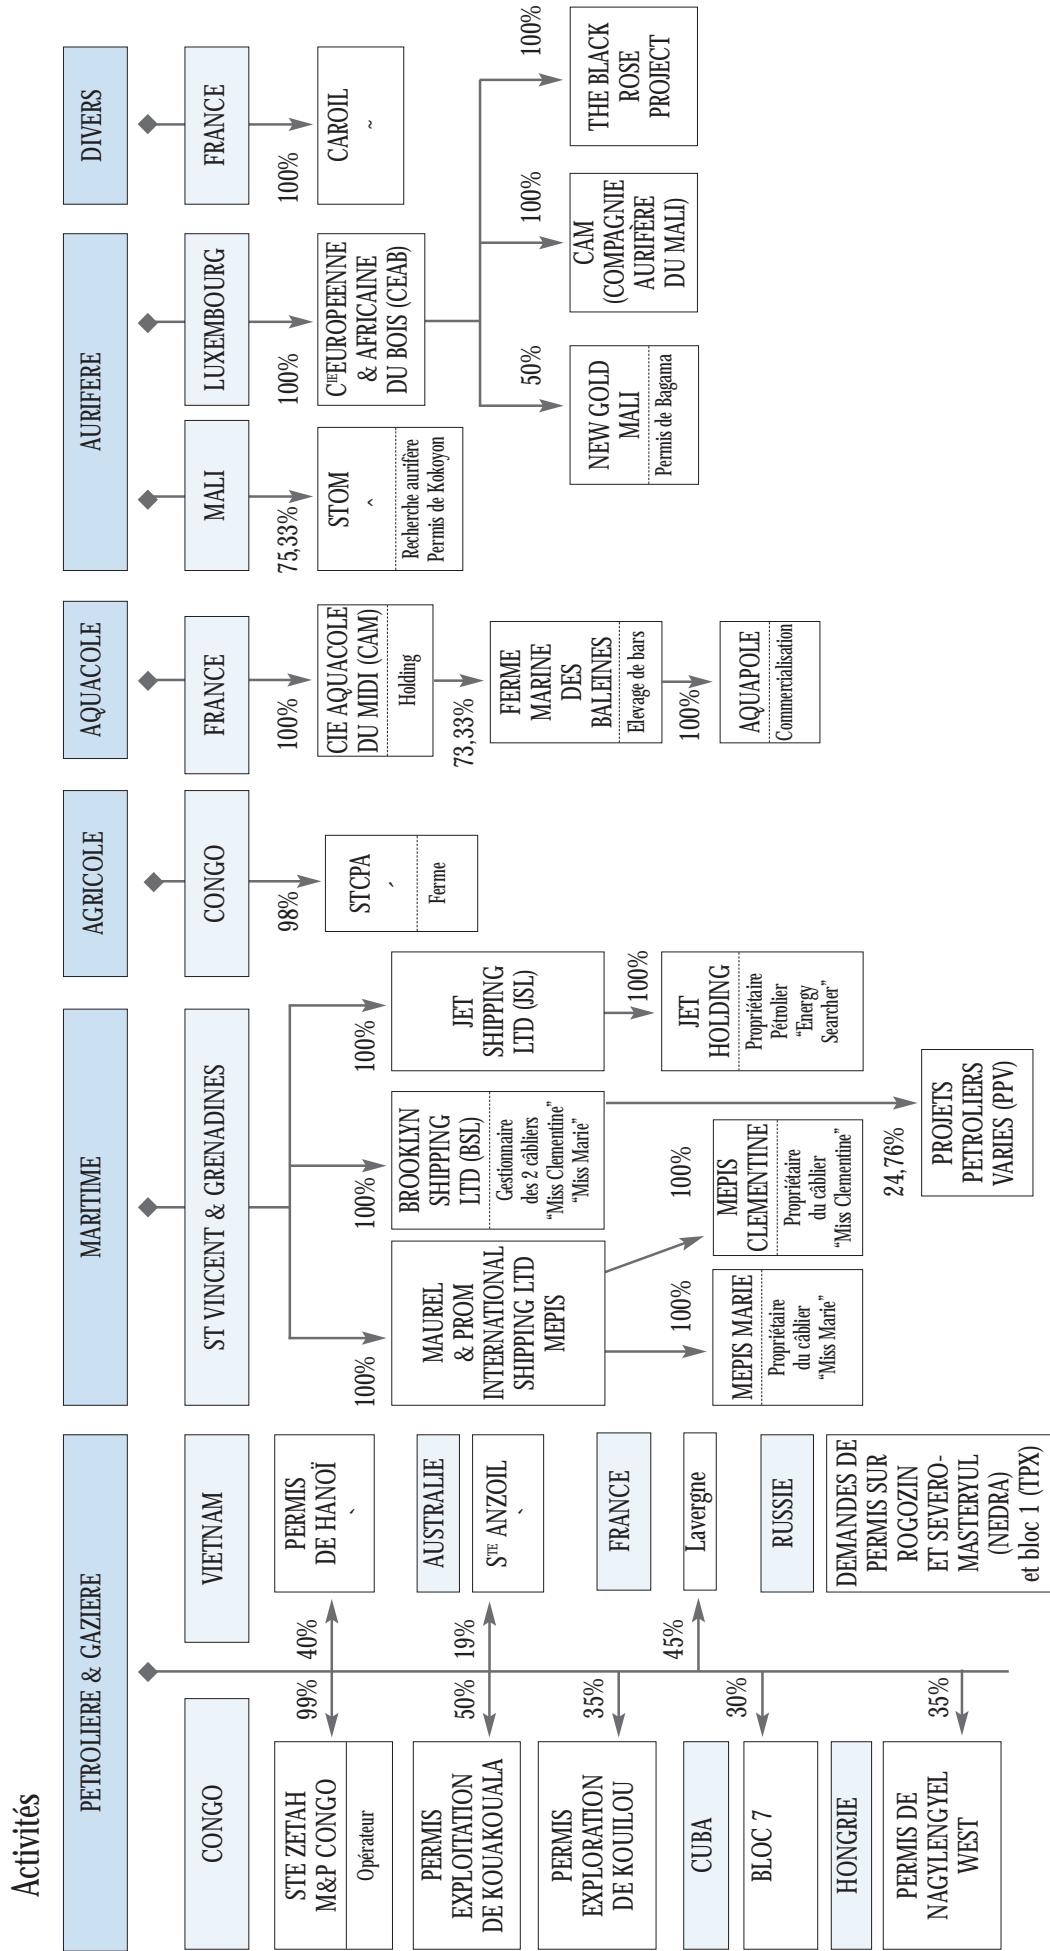 Activités
PETROLIERE & GAZIERE
CONGO
99%
STE ZETAH
M&P CONGO
Opérateur
50%
PERMIS
EXPLOITATION
DE KOUAKOUALA
35%
PERMIS
EXPLORATION
DE KOUILOU
CUBA
30%
BLOC 7
HONGRIE
35%
PERMIS DE
NAGYLENGYEL
WEST
VIETNAM
40%
PERMIS
DE HANOÏ
AUSTRALIE
19%
STE ANZOIL
FRANCE
45%
Lavergne
RUSSIE
DEMANDES DE
PERMIS SUR
ROGOZIN
ET SEVERO-
MASTERYUL
(NEDRA)
et bloc 1 (TPX)
MARITIME
ST VINCENT & GRENADINES
100%
MAUREL
& PROM
INTERNATIONAL
SHIPPING LTD
MEPIS
100%
MEPIS MARIE
Propriétaire
du câblier
“Miss Marie”
100%
MEPIS
CLEMENTINE
Propriétaire
du câblier
“Miss Clementine”
100%
BROOKLYN
SHIPPING
LTD (BSL)
Gestionnaire
des 2 câbliers
“Miss Clementine”
“Miss Marie”
24,76%
PROJETS
PETROLIERS
VARIES (PPV)
100%
JET
SHIPPING
LTD (JSL)
100%
JET
HOLDING
Propriétaire
Pétrolier
“Energy
Searcher”
AGRICOLE
CONGO
98%
STCPA
Ferme
AQUACOLE
FRANCE
100%
CIE AQUACOLE
DU MIDI (CAM)
Holding
73,33%
FERME
MARINE
DES
BALEINES
Elevage de bars
100%
AQUAPOLE
Commercialisation
AURIFERE
MALI
75,33%
STOM
Recherche aurifère
Permis de Kokoyon
LUXEMBOURG
100%
CIE EUROPEENNE
& AFRICAINE
DU BOIS (CEAB)
50%
NEW GOLD
MALI
Permis de Bagama
100%
CAM
(COMPAGNIE
AURIFÈRE
DU MALI)
100%
THE BLACK
ROSE
PROJECT
DIVERS
FRANCE
100%
CAROIL